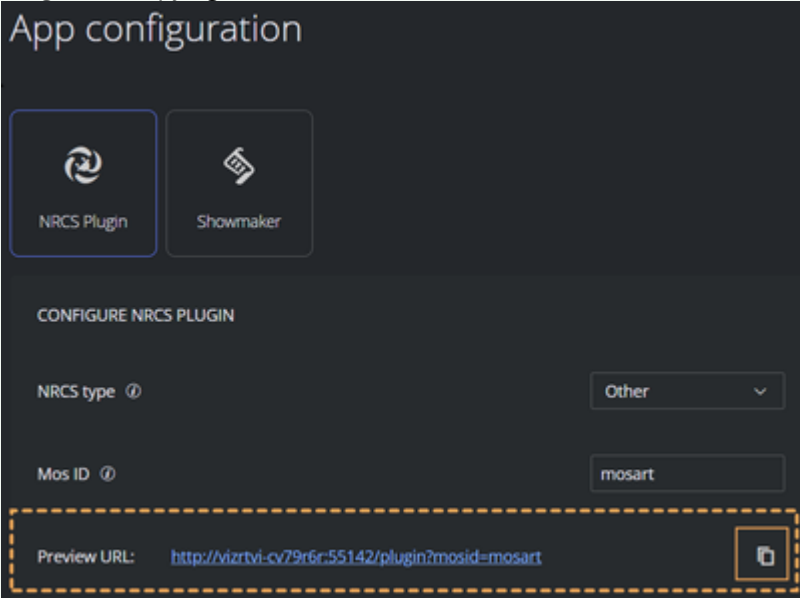 App configuration
NRCS Plugin
Showmaker
CONFIGURE NRCS PLUGIN
NRCS type
Other
Mos ID
mosart
Preview URL: http://vizrtvi-cv79r6r:55142/plugin?mosid=mosart